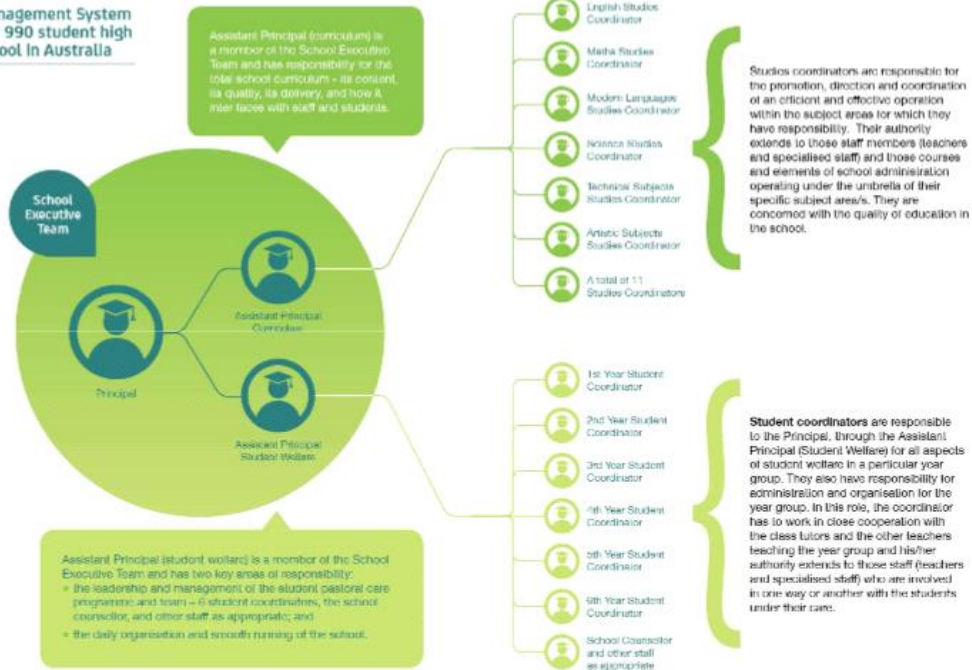 nagement System
990 student high
ool in Australia
Assistant Principal (curriculum) is
a member of the School Executive
Team and has responsibility for the
total school curriculum - its content,
its quality, its delivery, and how it
inter faces with staff and students.
School
Executive
Team
Principal
Assistant Principal
Curriculum
Assistant Principal
Student Welfare
English Studies
Coordinator
Maths Studies
Coordinator
Modern Languages
Studies Coordinator
Science Studies
Coordinator
Technical Subjects
Studies Coordinator
Artistic Subjects
Studies Coordinator
A total of 11
Studies Coordinators
Studies coordinators are responsible for
the promotion, direction and coordination
of an efficient and effective operation
within the subject areas for which they
have responsibility. Their authority
extends to those staff members (teachers
and specialised staff) and those courses
and elements of school administration
operating under the umbrella of their
specific subject area/s. They are
concerned with the quality of education in
the school.
1st Year Student
Coordinator
2nd Year Student
Coordinator
3rd Year Student
Coordinator
4th Year Student
Coordinator
5th Year Student
Coordinator
6th Year Student
Coordinator
School Counsellor
and other staff
as appropriate
Student coordinators are responsible
to the Principal, through the Assistant
Principal (Student Welfare) for all aspects
of student welfare in a particular year
group. They also have responsibility for
administration and organisation for the
year group. In this role, the coordinator
has to work in close cooperation with
the class tutors and the other teachers
teaching the year group and his/her
authority extends to those staff (teachers
and specialised staff) who are involved
in one way or another with the students
under their care.
Assistant Principal (student welfare) is a member of the School
Executive Team and has two key areas of responsibility:
• the leadership and management of the student pastoral care
programme and team – 6 student coordinators, the school
counsellor, and other staff as appropriate; and
• the daily organisation and smooth running of the school.